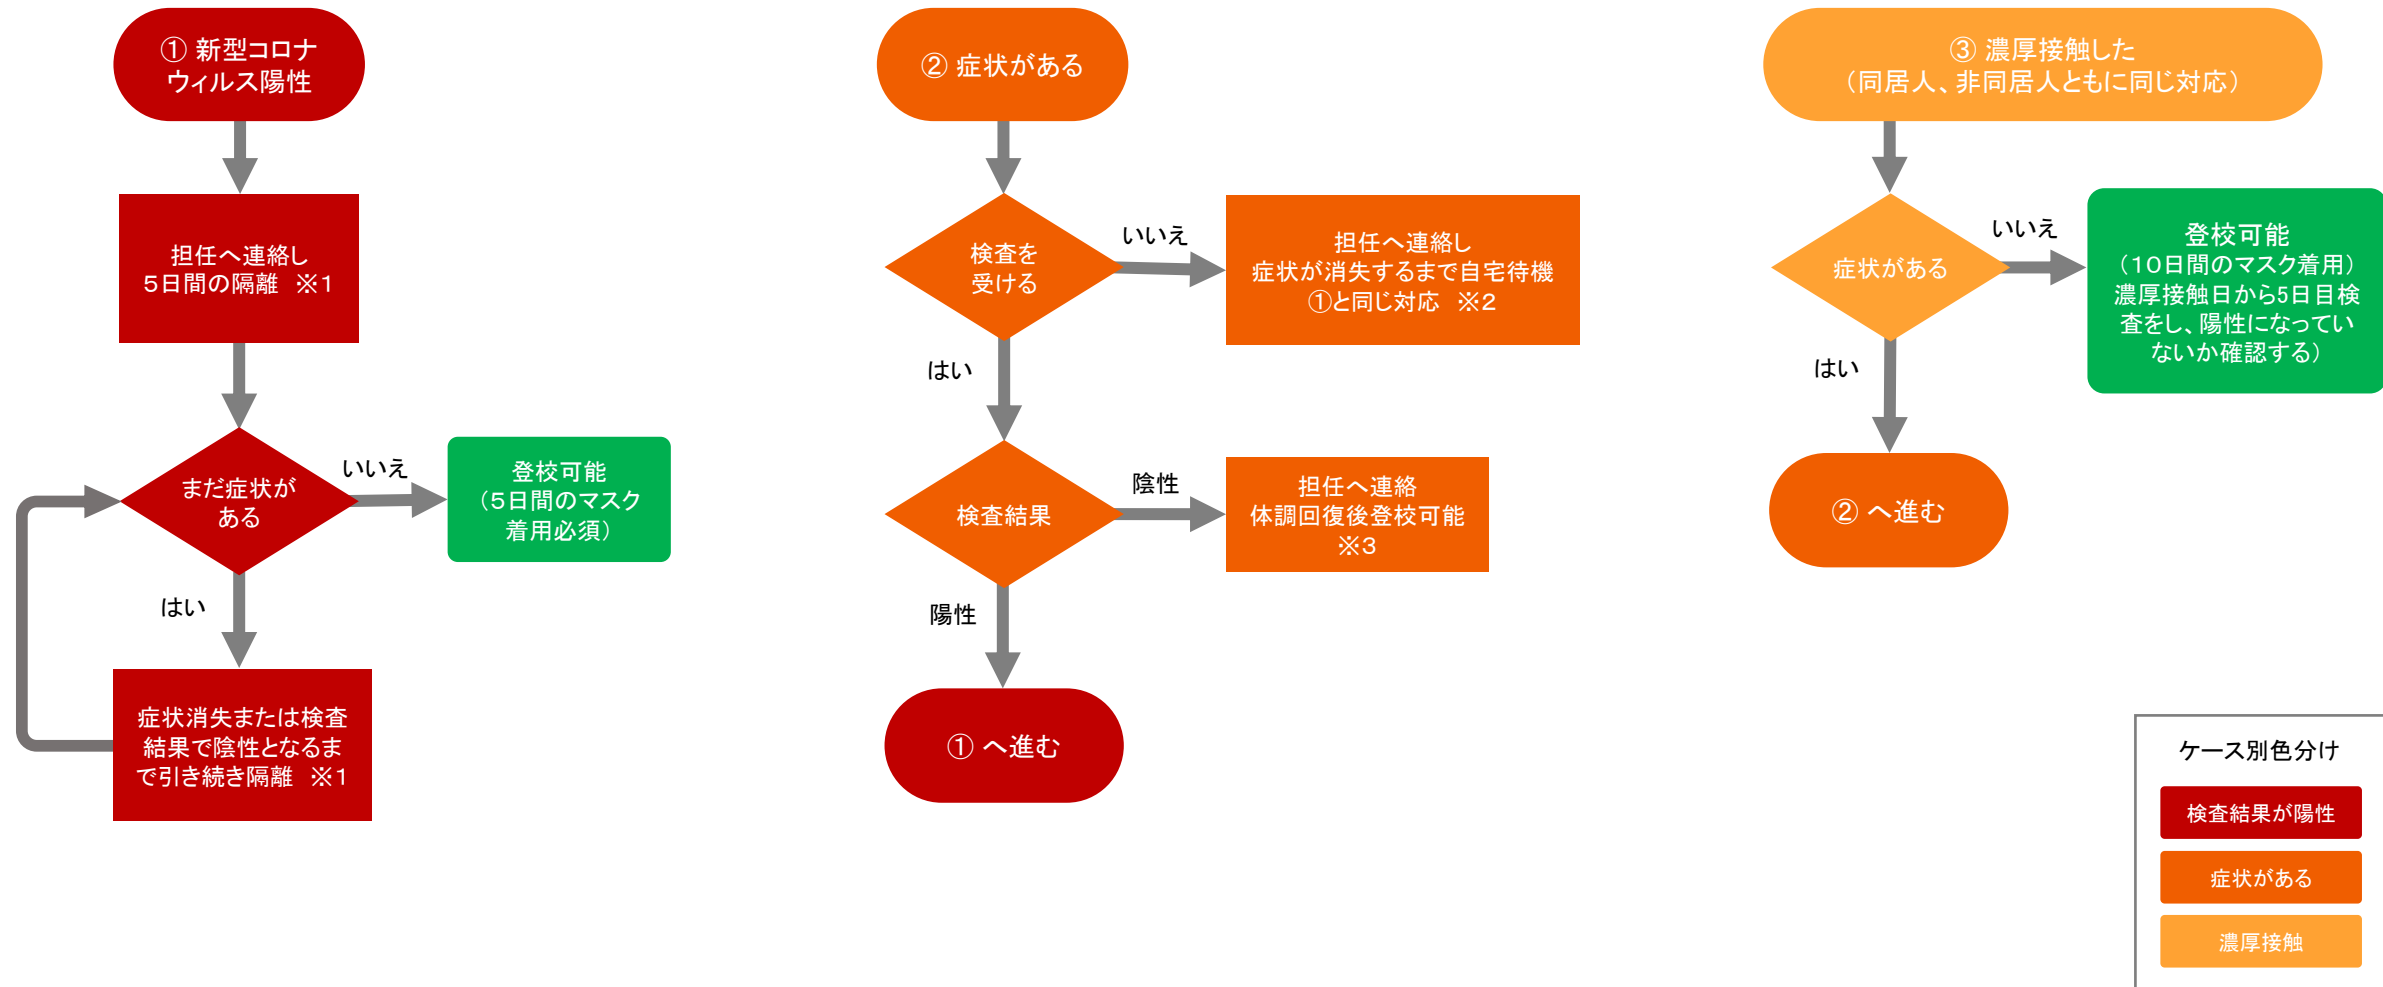 ① 新型コロナ
ウィルス陽性
担任へ連絡し
5日間の隔離 ※1
まだ症状が
ある
いいえ
登校可能
（5日間のマスク
着用必須）
はい
症状消失または検査
結果で陰性となるま
で引き続き隔離 ※1
② 症状がある
検査を
受ける
いいえ
担任へ連絡し
症状が消失するまで自宅待機
①と同じ対応 ※2
はい
検査結果
陰性
担任へ連絡
体調回復後登校可能
※3
陽性
① へ進む
③ 濃厚接触した
（同居人、非同居人ともに同じ対応）
症状がある
いいえ
登校可能
（10日間のマスク着用）
濃厚接触日から5日目検
査をし、陽性になってい
ないか確認する）
はい
② へ進む
ケース別色分け
検査結果が陽性
症状がある
濃厚接触